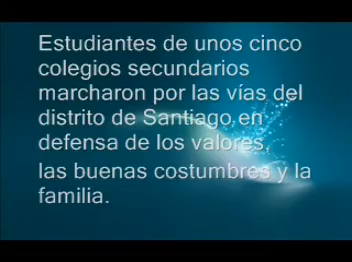 Estudiantes de unos cinco
colegios secundarios
marcharon por las vías del
distrito de Santiago en
defensa de los valores,
las buenas costumbres y la
familia.